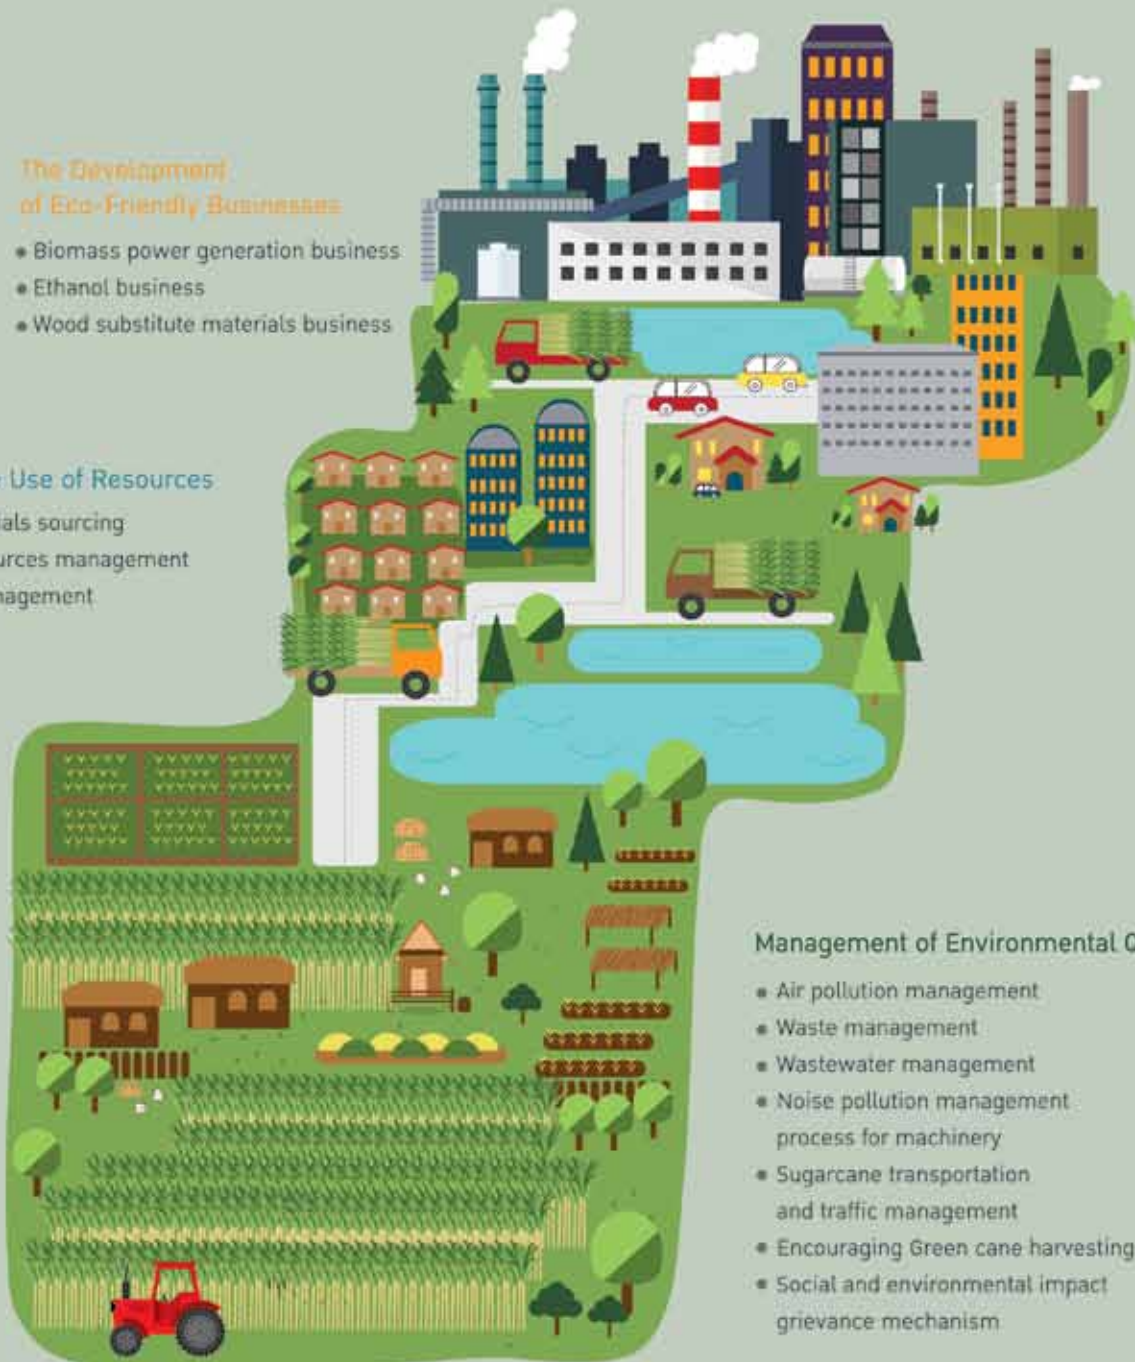 The Development
of Eco-Friendly Businesses
• Biomass power generation business
• Ethanol business
• Wood substitute materials business
Use of Resources
sourcing
management
Management of Environmental
• Air pollution management
• Waste management
• Wastewater management
• Noise pollution management
process for machinery
• Sugarcane transportation
and traffic management
• Encouraging Green cane harvesting
• Social and environmental impact
grievance mechanism